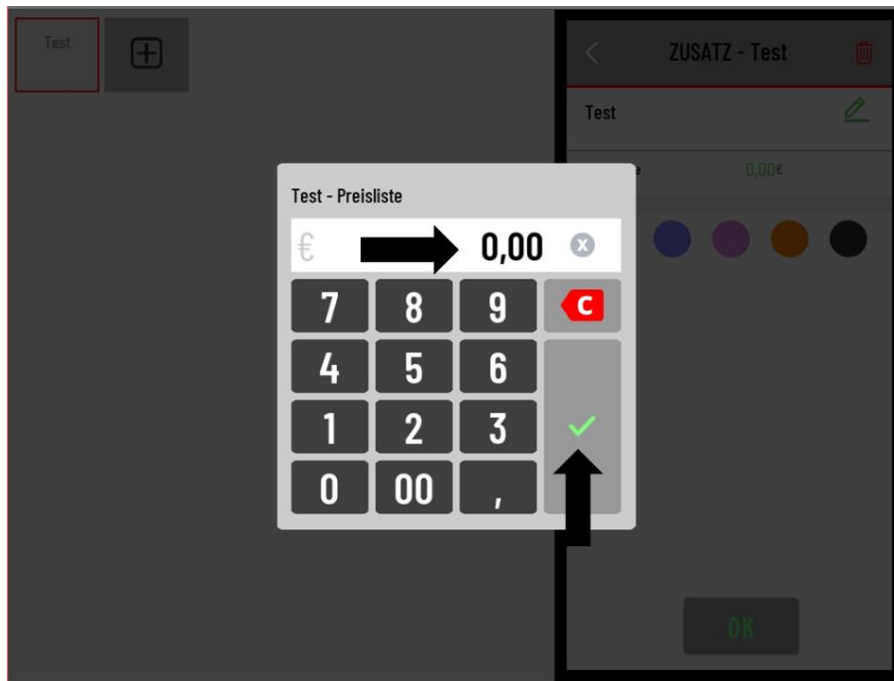 Test
ZUSATZ - Test
Test
0,00€
Test - Preisliste
€ 0,00 x
7 8 9 C
4 5 6
1 2 3
0 00 ,
OK